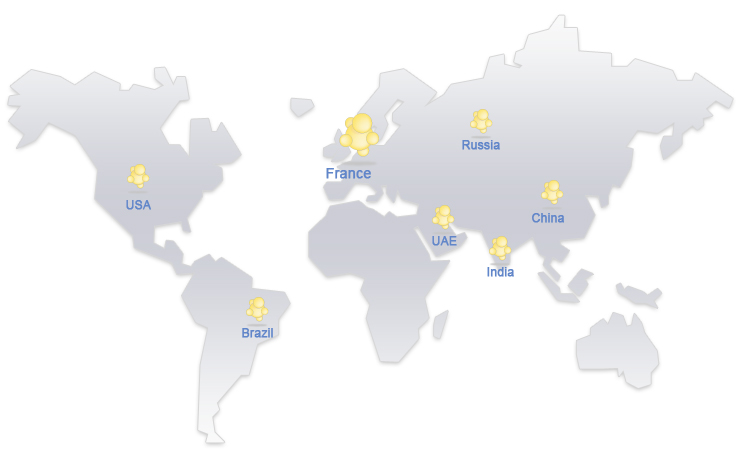 Russia
France
USA
China
UAE
India
Brazil